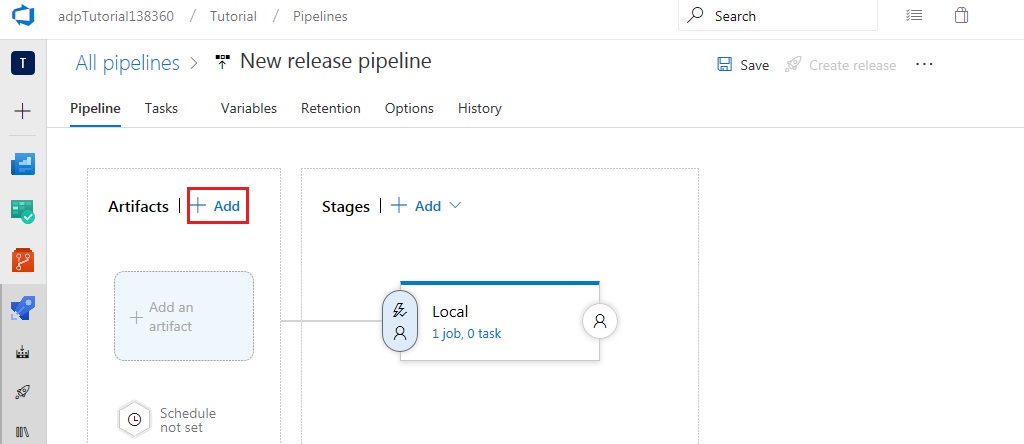 adpTutorial138360 / Tutorial / Pipelines
Search
T
All pipelines > New release pipeline
Save
Create release
...
Pipeline
Tasks
Variables
Retention
Options
History
Artifacts | + Add
Stages | + Add
+ Add an
artifact
Local
1 job, 0 task
Schedule
not set